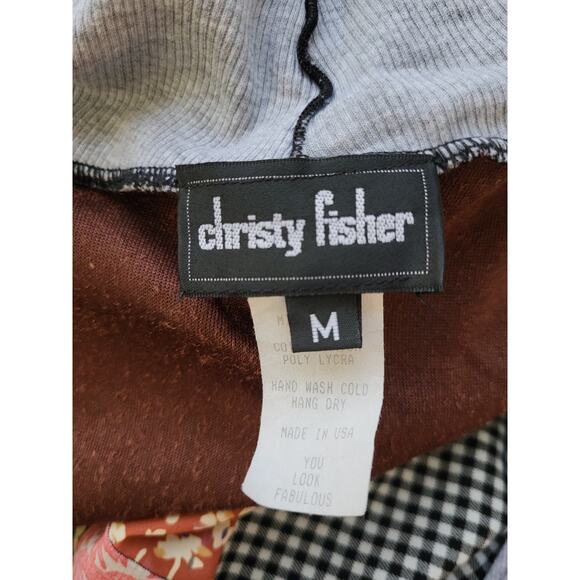 christy fisher
M
POLY LYCRA
HAND WASH COLD
HANG DRY
MADE IN USA
YOU
LOOK
FABULOUS